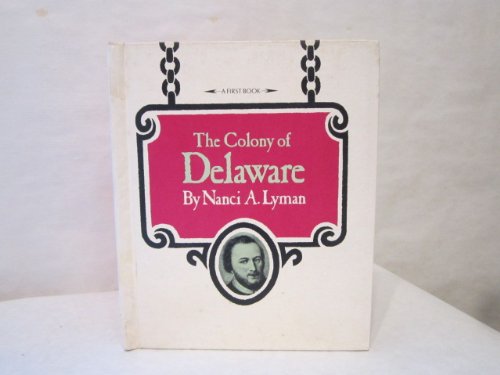 A FIRST BOOK
The Colony of
Delaware
By Nanci A. Lyman